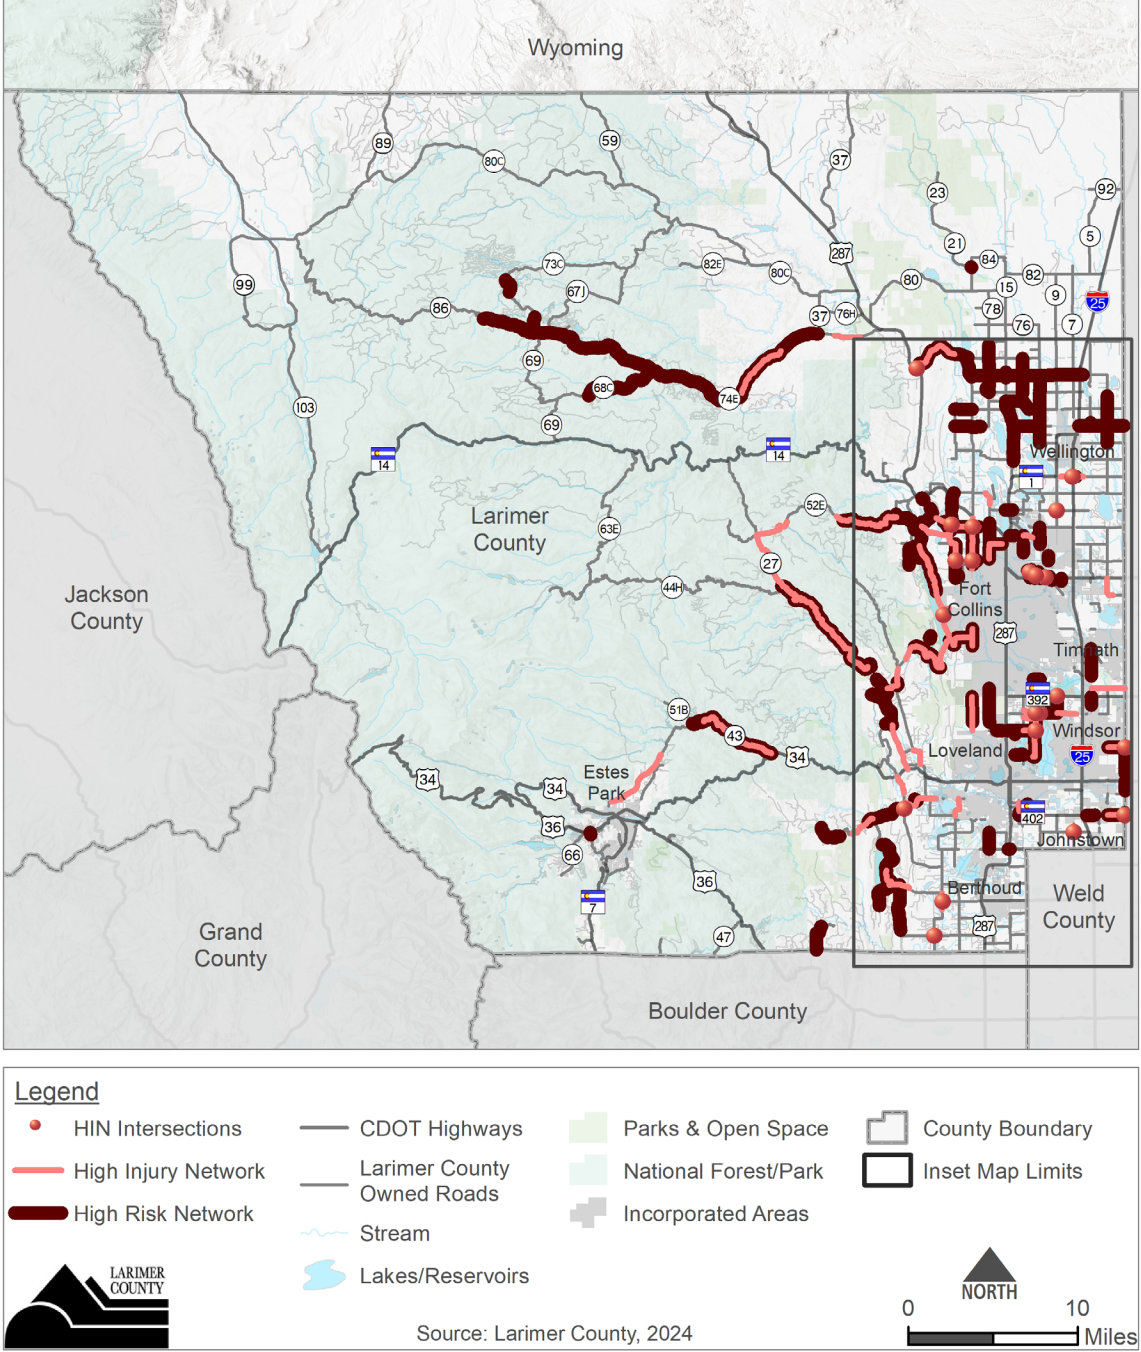 Wyoming
89
80C
59
37
23
92
21
5
287
84
73C
82E
80C
80
82
99
67J
15
9
25
86
37
76H
78
76
7
69
68C
74E
103
69
14
14
Wellington
1
Larimer
County
52E
63E
27
44H
Fort
Collins
Jackson
County
287
Timnath
392
51B
43
Windsor
Loveland
25
34
34
Estes
Park
34
36
402
Johnstown
66
36
Berthoud
7
Weld
County
287
47
Grand
County
Boulder County
Legend
HIN Intersections
High Injury Network
High Risk Network
CDOT Highways
Larimer County
Owned Roads
Stream
Lakes/Reservoirs
Parks & Open Space
National Forest/Park
Incorporated Areas
County Boundary
Inset Map Limits
LARIMER
COUNTY
NORTH
0 10
Miles
Source: Larimer County, 2024